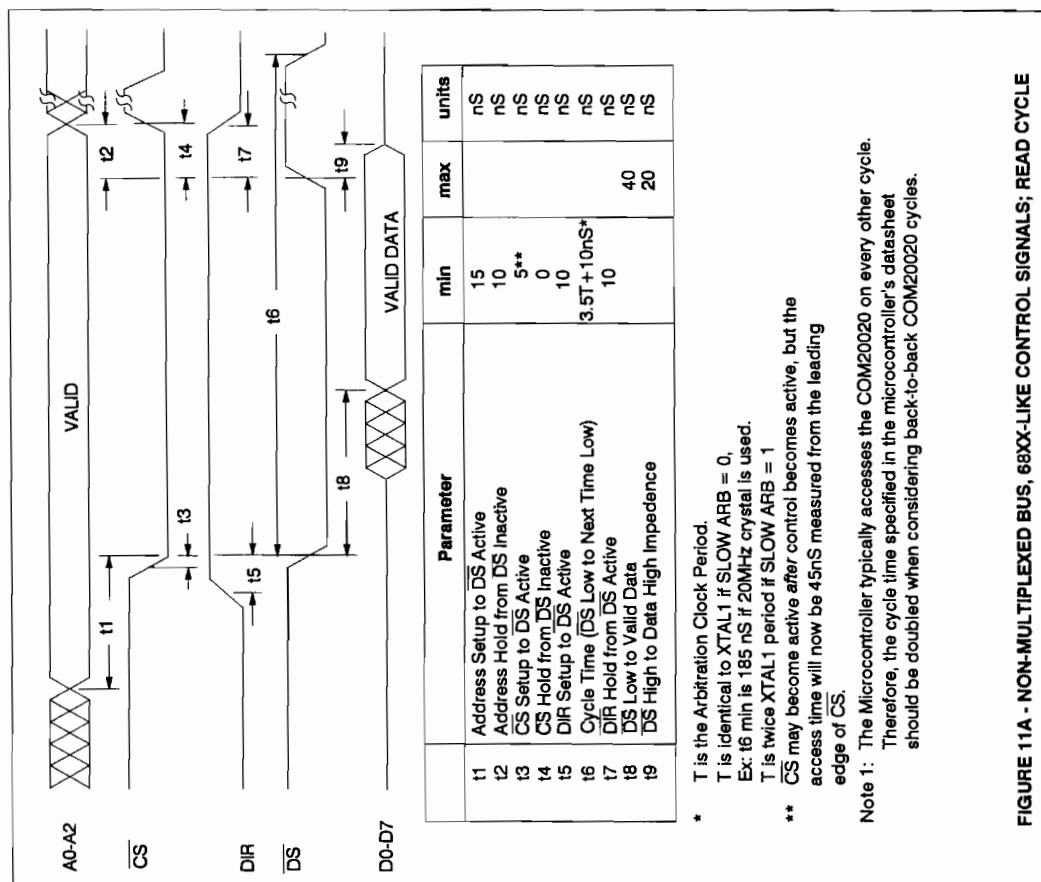 A0-A2
VALID
t1
t2
CS
t3
t4
DIR
t5
t7
DS
t6
t8
t9
D0-D7
VALID DATA
Parameter min max units
t1 Address Setup to DS Active 15 nS
t2 Address Hold from DS Inactive 10 nS
t3 CS Setup to DS Active 5** nS
t4 CS Hold from DS Inactive 0 nS
t5 DIR Setup to DS Active 10 nS
t6 Cycle Time (DS Low to Next Time Low) 3.5T + 10nS* nS
t7 DIR Hold from DS Active 10 nS
t8 DS Low to Valid Data 40 nS
t9 DS High to Data High Impedence 20 nS
* T is the Arbitration Clock Period.
T is identical to XTAL1 if SLOW ARB = 0,
Ex: t6 min is 185 nS if 20MHz crystal is used.
T is twice XTAL1 period if SLOW ARB = 1
** CS may become active after control becomes active, but the
access time will now be 45nS measured from the leading
edge of CS.
Note 1: The Microcontroller typically accesses the COM20020 on every other cycle.
Therefore, the cycle time specified in the microcontroller's datasheet
should be doubled when considering back-to-back COM20020 cycles.
FIGURE 11A - NON-MULTIPLEXED BUS, 68XX-LIKE CONTROL SIGNALS; READ CYCLE